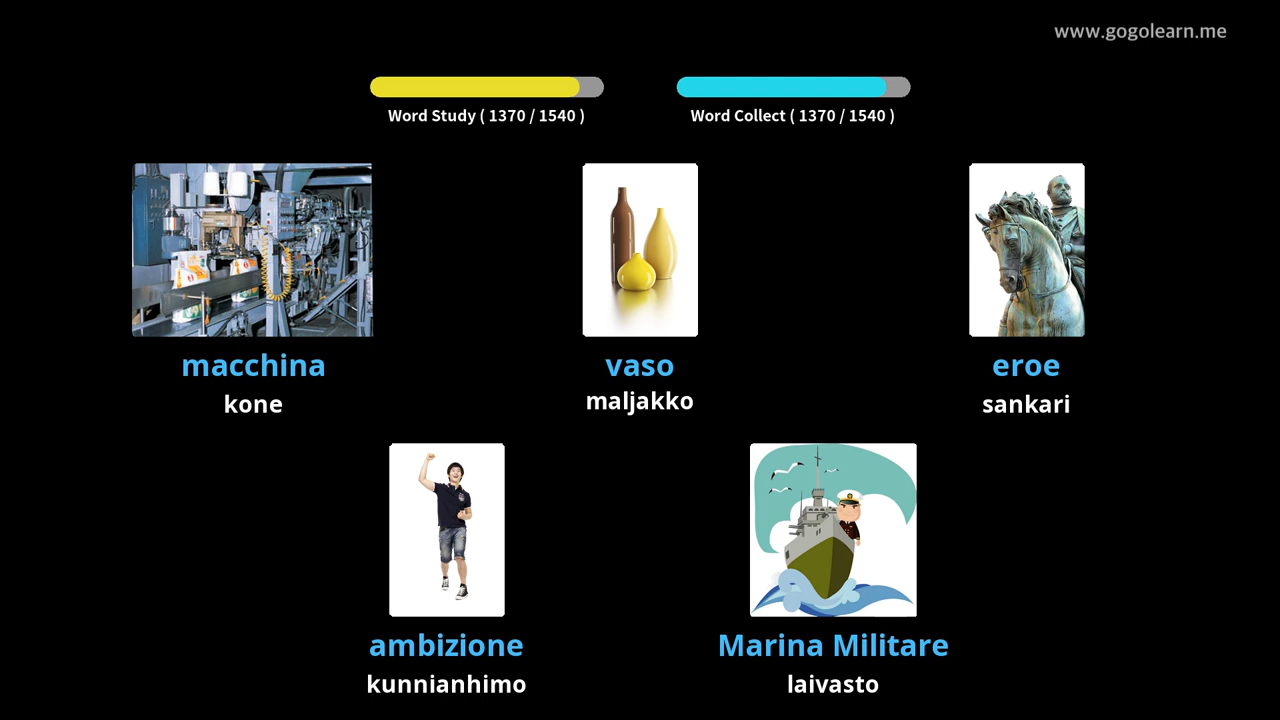 www.gogolearn.me
Word Study ( 1370 / 1540 )
Word Collect ( 1370 / 1540 )
macchina
kone
vaso
maljakko
eroe
sankari
ambizione
kunnianhimo
Marina Militare
laivasto